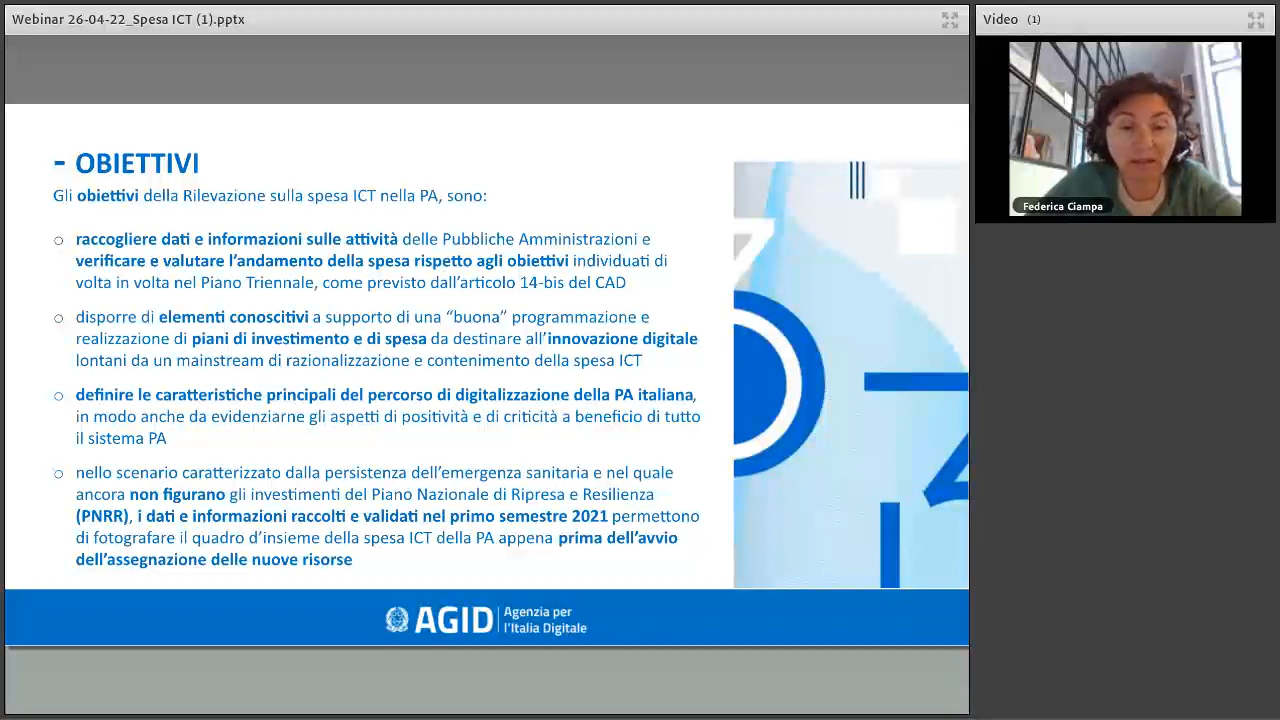 Webinar 26-04-22_Spesa ICT (1).pptx
Video (1)
Federica Ciampa
- OBIETTIVI
Gli obiettivi della Rilevazione sulla spesa ICT nella PA, sono:
○ raccogliere dati e informazioni sulle attività delle Pubbliche Amministrazioni e
verificare e valutare l’andamento della spesa rispetto agli obiettivi individuati di
volta in volta nel Piano Triennale, come previsto dall’articolo 14-bis del CAD
○ disporre di elementi conoscitivi a supporto di una “buona” programmazione e
realizzazione di piani di investimento e di spesa da destinare all’innovazione digitale
lontani da un mainstream di razionalizzazione e contenimento della spesa ICT
○ definire le caratteristiche principali del percorso di digitalizzazione della PA italiana,
in modo anche da evidenziarne gli aspetti di positività e di criticità a beneficio di tutto
il sistema PA
○ nello scenario caratterizzato dalla persistenza dell’emergenza sanitaria e nel quale
ancora non figurano gli investimenti del Piano Nazionale di Ripresa e Resilienza
(PNRR), i dati e informazioni raccolti e validati nel primo semestre 2021 permettono
di fotografare il quadro d’insieme della spesa ICT della PA appena prima dell’avvio
dell’assegnazione delle nuove risorse
AGID
Agenzia per
l’Italia Digitale